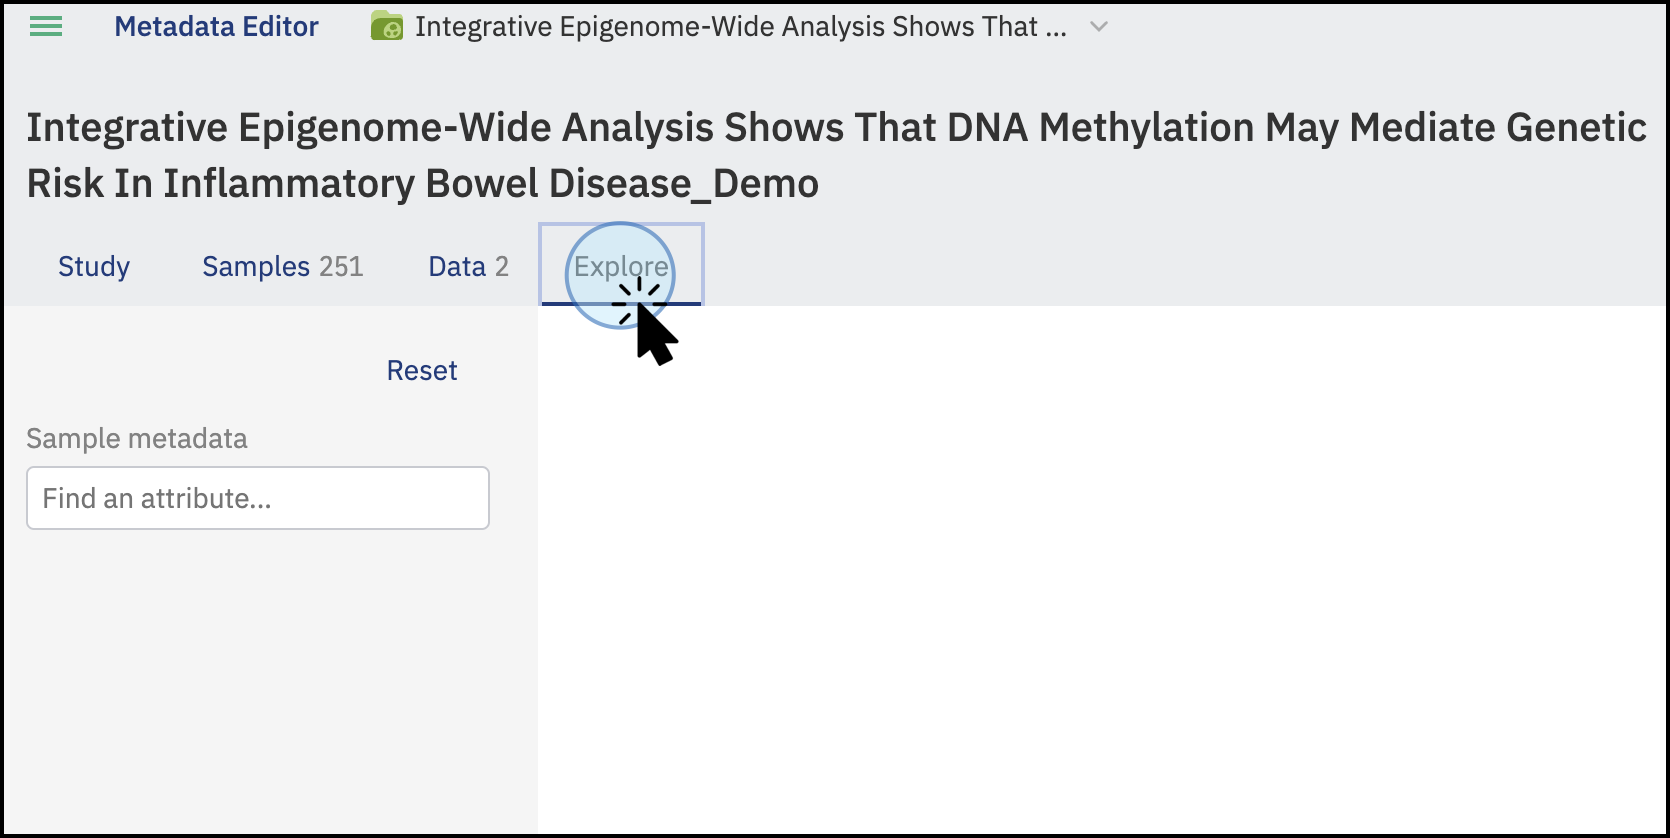 Metadata Editor Integrative Epigenome-Wide Analysis Shows That ...
Integrative Epigenome-Wide Analysis Shows That DNA Methylation May Mediate Genetic
Risk In Inflammatory Bowel Disease_Demo
Study Samples 251 Data 2 Explore
Reset
Sample metadata
Find an attribute...